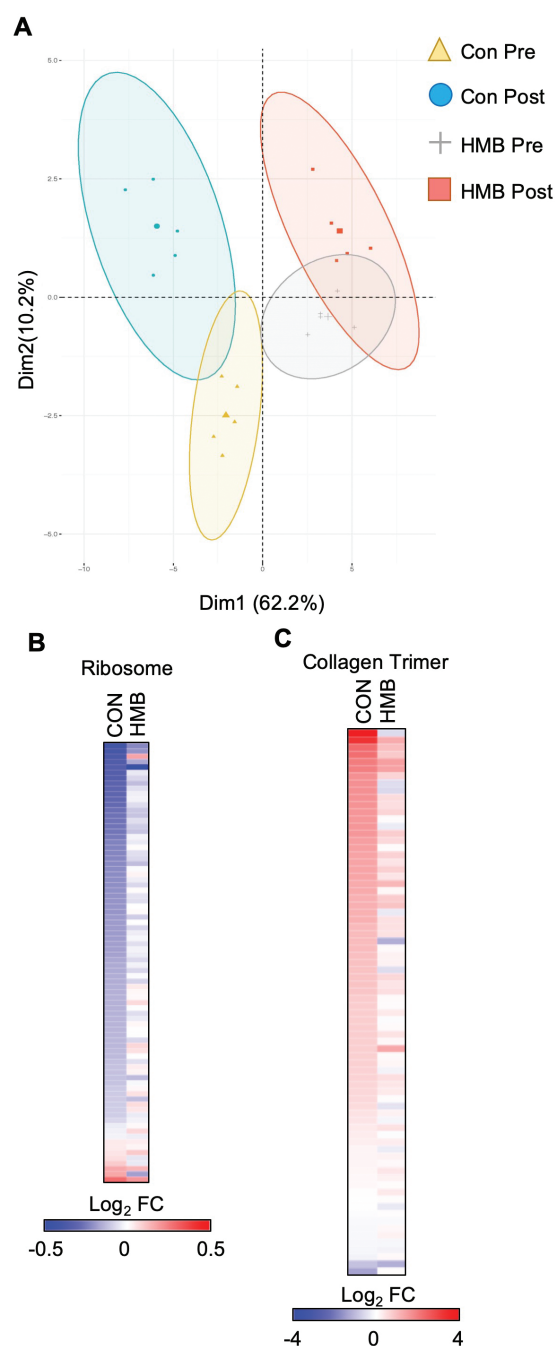 A
Con Pre
Con Post
HMB Pre
HMB Post
5.0
2.5
0.0
-2.5
-5.0
Dim2(10.2%)
-10
-5
0
5
Dim1 (62.2%)
B
Ribosome
CON
HMB
Log2 FC
-0.5
0
0.5
C
Collagen Trimer
CON
HMB
Log2 FC
-4
0
4